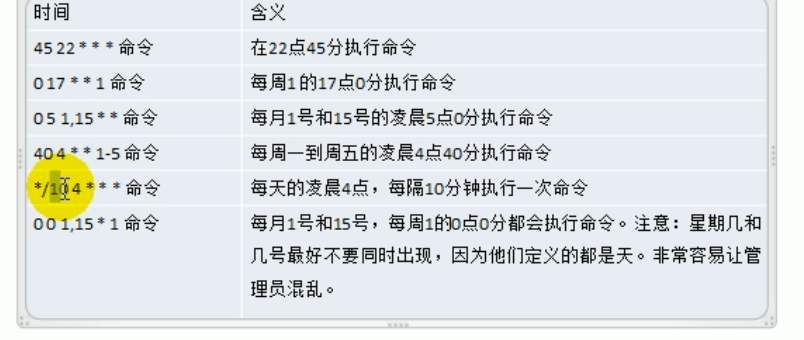 时间 含义
45 22 * * * 命令 在22点45分执行命令
0 17 * * 1 命令 每周1的17点0分执行命令
0 5 1,15 * * 命令 每月1号和15号的凌晨5点0分执行命令
40 4 * * 1-5 命令 每周一到周五的凌晨4点40分执行命令
*/10 4 * * * 命令 每天的凌晨4点，每隔10分钟执行一次命令
0 0 1,15 * 1 命令 每月1号和15号，每周1的0点0分都会执行命令。注意：星期几和
几号最好不要同时出现，因为他们定义的都是天。非常容易让管
理员混乱。